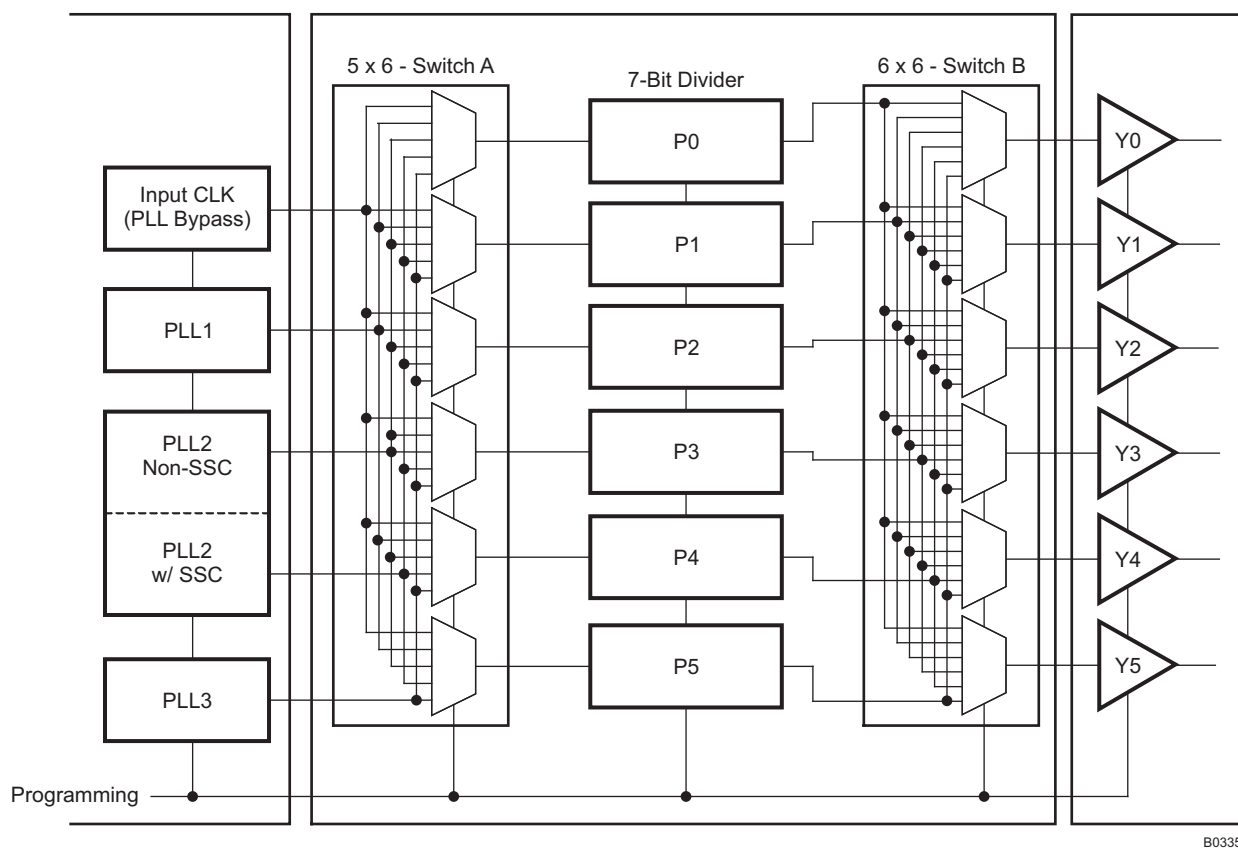 5 x 6 - Switch A
7-Bit Divider
6 x 6 - Switch B
Input CLK
(PLL Bypass)
PLL1
PLL2
Non-SSC
PLL2
w/ SSC
PLL3
P0
P1
P2
P3
P4
P5
Y0
Y1
Y2
Y3
Y4
Y5
Programming
B0335